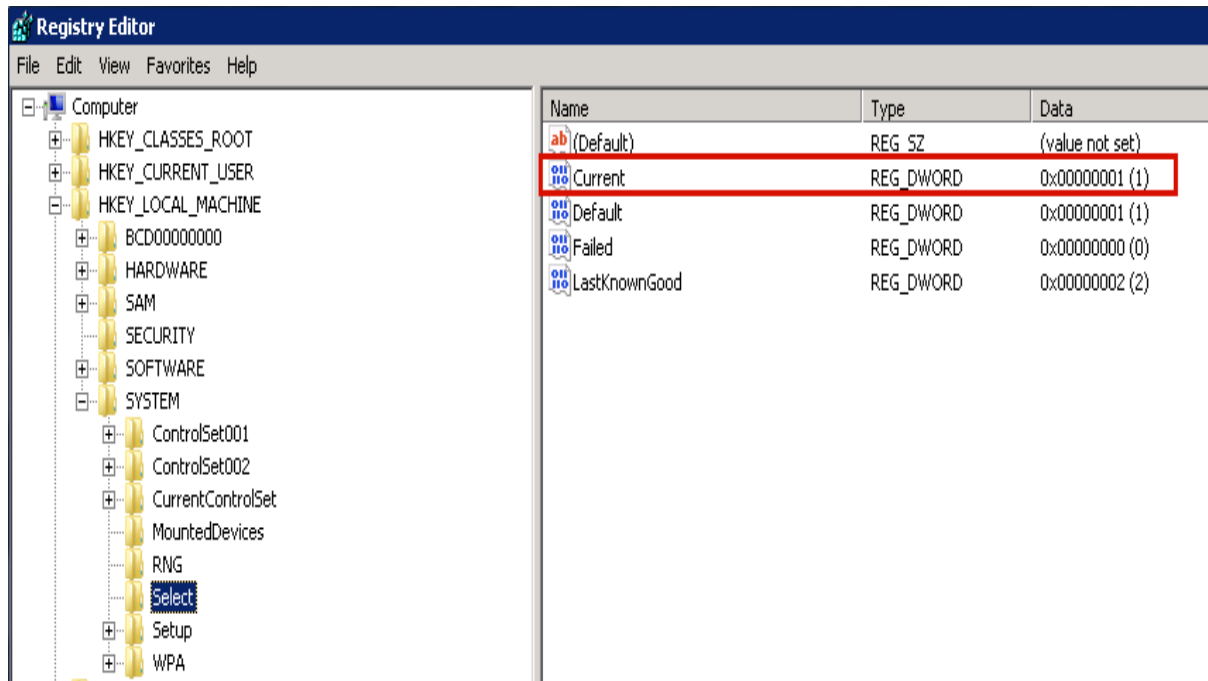 Registry Editor
File Edit View Favorites Help
Computer
HKEY_CLASSES_ROOT
HKEY_CURRENT_USER
HKEY_LOCAL_MACHINE
BCD00000000
HARDWARE
SAM
SECURITY
SOFTWARE
SYSTEM
ControlSet001
ControlSet002
CurrentControlSet
MountedDevices
RNG
Select
Setup
WPA
Name Type Data
(Default) REG_SZ (value not set)
Current REG_DWORD 0x00000001 (1)
Default REG_DWORD 0x00000001 (1)
Failed REG_DWORD 0x00000000 (0)
LastKnownGood REG_DWORD 0x00000002 (2)